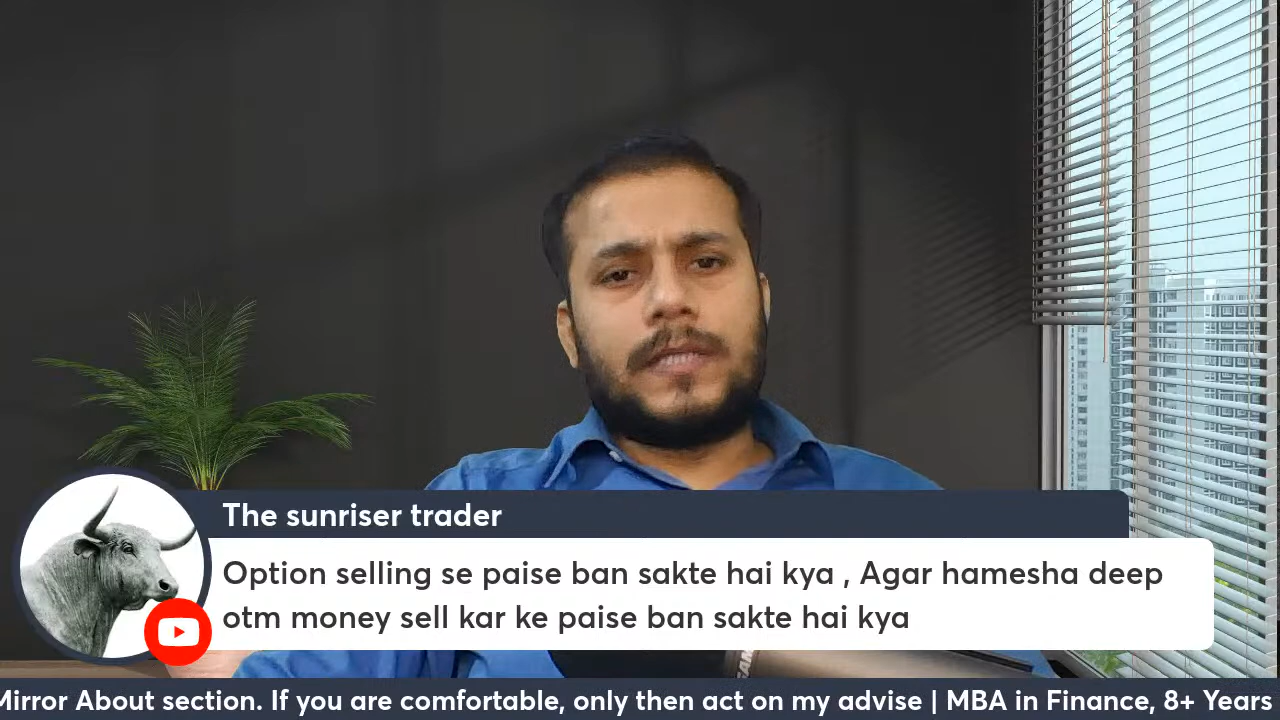 The sunriser trader
Option selling se paise ban sakte hai kya , Agar hamesha deep
otm money sell kar ke paise ban sakte hai kya
Mirror About section. If you are comfortable, only then act on my advise | MBA in Finance, 8+ Years